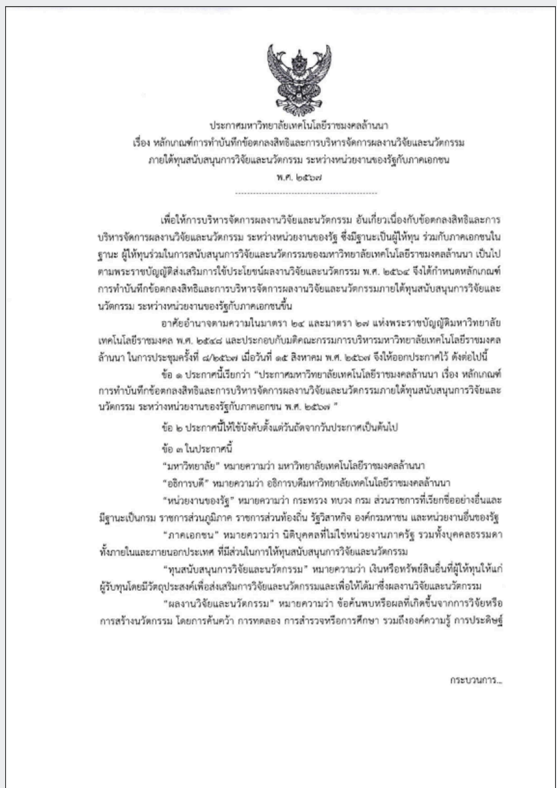 ประกาศมหาวิทยาลัยเทคโนโลยีราชมงคลล้านนา
เรื่อง หลักเกณฑ์การทำบันทึกข้อตกลงสิทธิและการบริหารจัดการผลงานวิจัยและนวัตกรรม
ภายใต้ทุนสนับสนุนการวิจัยและนวัตกรรม ระหว่างหน่วยงานของรัฐกับภาคเอกชน
พ.ศ. ๒๕๖๗
เพื่อให้การบริหารจัดการผลงานวิจัยและนวัตกรรม อันเกี่ยวเนื่องกับข้อตกลงสิทธิและการ
บริหารจัดการผลงานวิจัยและนวัตกรรม ระหว่างหน่วยงานของรัฐ ซึ่งมีฐานะเป็นผู้ให้ทุน ร่วมกับภาคเอกชนใน
ฐานะ ผู้ให้ทุนร่วมในการสนับสนุนการวิจัยและนวัตกรรมของมหาวิทยาลัยเทคโนโลยีราชมงคลล้านนา เป็นไป
ตามพระราชบัญญัติส่งเสริมการใช้ประโยชน์ผลงานวิจัยและนวัตกรรม พ.ศ. ๒๕๖๔ จึงได้กำหนดหลักเกณฑ์
การทำบันทึกข้อตกลงสิทธิและการบริหารจัดการผลงานวิจัยและนวัตกรรมภายใต้ทุนสนับสนุนการวิจัยและ
นวัตกรรม ระหว่างหน่วยงานของรัฐกับภาคเอกชนขึ้น
อาศัยอำนาจตามความในมาตรา ๒๔ และมาตรา ๒๗ แห่งพระราชบัญญัติมหาวิทยาลัย
เทคโนโลยีราชมงคล พ.ศ. ๒๕๔๘ และประกอบกับมติคณะกรรมการบริหารมหาวิทยาลัยเทคโนโลยีราชมงคล
ล้านนา ในการประชุมครั้งที่ ๘/๒๕๖๗ เมื่อวันที่ ๑๕ สิงหาคม พ.ศ. ๒๕๖๗ จึงให้ออกประกาศไว้ ดังต่อไปนี้
ข้อ ๑ ประกาศนี้เรียกว่า "ประกาศมหาวิทยาลัยเทคโนโลยีราชมงคลล้านนา เรื่อง หลักเกณฑ์
การทำบันทึกข้อตกลงสิทธิและการบริหารจัดการผลงานวิจัยและนวัตกรรมภายใต้ทุนสนับสนุนการวิจัยและ
นวัตกรรม ระหว่างหน่วยงานของรัฐกับภาคเอกชน พ.ศ. ๒๕๖๗ "
ข้อ ๒ ประกาศนี้ให้ใช้บังคับตั้งแต่วันถัดจากวันประกาศเป็นต้นไป
ข้อ ๓ ในประกาศนี้
"มหาวิทยาลัย" หมายความว่า มหาวิทยาลัยเทคโนโลยีราชมงคลล้านนา
"อธิการบดี" หมายความว่า อธิการบดีมหาวิทยาลัยเทคโนโลยีราชมงคลล้านนา
"หน่วยงานของรัฐ" หมายความว่า กระทรวง ทบวง กรม ส่วนราชการที่เรียกชื่ออย่างอื่นและ
มีฐานะเป็นกรม ราชการส่วนภูมิภาค ราชการส่วนท้องถิ่น รัฐวิสาหกิจ องค์กรมหาชน และหน่วยงานอื่นของรัฐ
"ภาคเอกชน" หมายความว่า นิติบุคคลที่ไม่ใช่หน่วยงานภาครัฐ รวมทั้งบุคคลธรรมดา
ทั้งภายในและภายนอกประเทศ ที่มีส่วนในการให้ทุนสนับสนุนการวิจัยและนวัตกรรม
"ทุนสนับสนุนการวิจัยและนวัตกรรม" หมายความว่า เงินหรือทรัพย์สินอื่นที่ผู้ให้ทุนให้แก่
ผู้รับทุนโดยมีวัตถุประสงค์เพื่อส่งเสริมการวิจัยและนวัตกรรมและเพื่อให้ได้มาซึ่งผลงานวิจัยและนวัตกรรม
"ผลงานวิจัยและนวัตกรรม" หมายความว่า ข้อค้นพบหรือผลที่เกิดขึ้นจากการวิจัยหรือ
การสร้างนวัตกรรม โดยการค้นคว้า การทดลอง การสำรวจหรือการศึกษา รวมถึงองค์ความรู้ การประดิษฐ์
กระบวนการ...